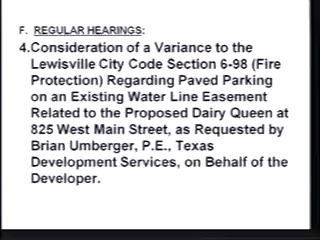 F. REGULAR HEARINGS:
4.Consideration of a Variance to the
Lewisville City Code Section 6-98 (Fire
Protection) Regarding Paved Parking
on an Existing Water Line Easement
Related to the Proposed Dairy Queen at
825 West Main Street, as Requested by
Brian Umberger, P.E., Texas
Development Services, on Behalf of the
Developer.